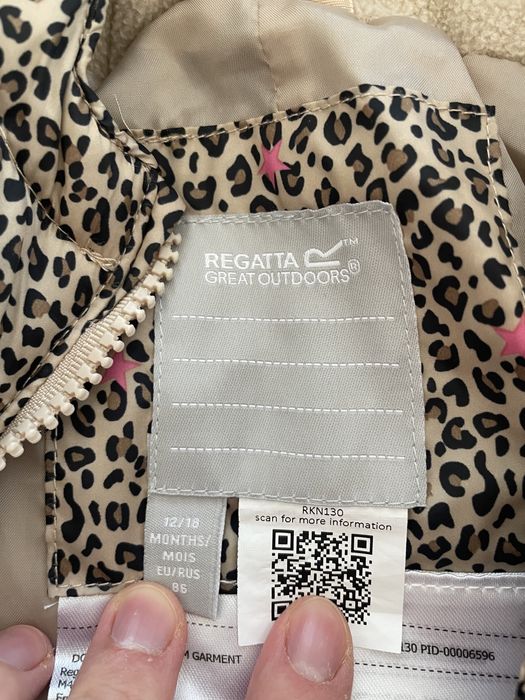 REGATTA R™
GREAT OUTDOORS®
RKN130
scan for more information
12/18
MONTHS/
MOIS
EU/RUS
86
GARMENT
130 PID-00006596